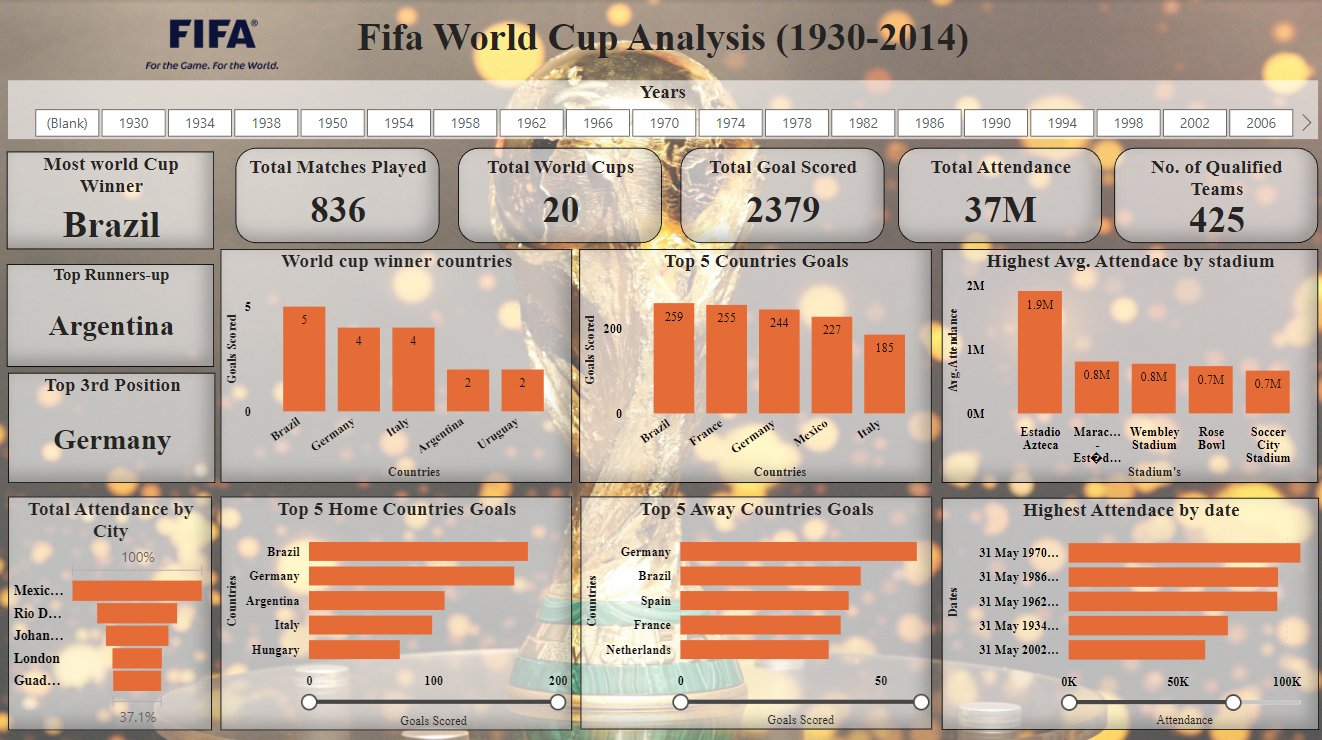 FIFA®
For the Game. For the World.
Fifa World Cup Analysis (1930-2014)
Years
(Blank) 1930 1934 1938 1950 1954 1958 1962 1966 1970 1974 1978 1982 1986 1990 1994 1998 2002 2006
Most world Cup
Winner
Brazil
Total Matches Played
836
Total World Cups
20
Total Goal Scored
2379
Total Attendance
37M
No. of Qualified
Teams
425
Top Runners-up
Argentina
Top 3rd Position
Germany
World cup winner countries
Goals Scored
5
0
5
4
4
2
2
Brazil
Germany
Italy
Argentina
Uruguay
Countries
Top 5 Countries Goals
Goals Scored
200
0
259
255
244
227
185
Brazil
France
Germany
Mexico
Italy
Countries
Highest Avg. Attendace by stadium
Avg.Attendance
2M
1M
0M
1.9M
0.8M
0.8M
0.7M
0.7M
Estadio
Azteca
Marac...
-
Est�d...
Wembley
Stadium
Rose
Bowl
Soccer
City
Stadium
Stadium's
Total Attendance by
City
100%
Mexic...
Rio D...
Johan...
London
Guad...
37.1%
Top 5 Home Countries Goals
Countries
Brazil
Germany
Argentina
Italy
Hungary
0 100 200
Goals Scored
Top 5 Away Countries Goals
Countries
Germany
Brazil
Spain
France
Netherlands
0 50
Goals Scored
Highest Attendace by date
Dates
31 May 1970...
31 May 1986...
31 May 1962...
31 May 1934...
31 May 2002...
0K 50K 100K
Attendance